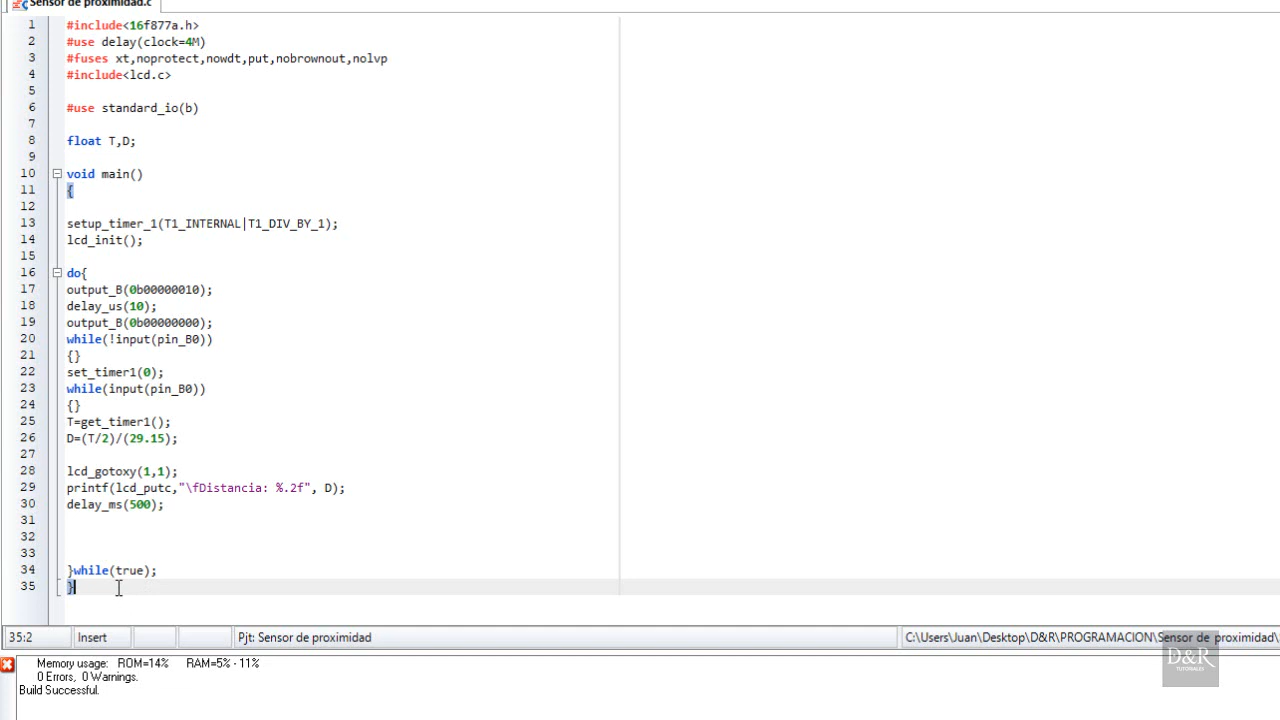 Sensor de proximidad.c
1 #include<16f877a.h>
2 #use delay(clock=4M)
3 #fuses xt,noprotect,nowdt,put,nobrownout,nolvp
4 #include<lcd.c>
5
6 #use standard_io(b)
7
8 float T,D;
9
10 void main()
11 {
12
13 setup_timer_1(T1_INTERNAL|T1_DIV_BY_1);
14 lcd_init();
15
16 do{
17 output_B(0b00000010);
18 delay_us(10);
19 output_B(0b00000000);
20 while(!input(pin_B0))
21 {}
22 set_timer1(0);
23 while(input(pin_B0))
24 {}
25 T=get_timer1();
26 D=(T/2)/(29.15);
27
28 lcd_gotoxy(1,1);
29 printf(lcd_putc,"\fDistancia: %.2f", D);
30 delay_ms(500);
31
32
33
34 }while(true);
35 }
35:2 Insert Pjt: Sensor de proximidad C:\Users\Juan\Desktop\D&R\PROGRAMACION\Sensor de proximidad\
Memory usage: ROM=14% RAM=5% - 11%
0 Errors, 0 Warnings.
Build Successful.
D&R
TUTORIALES